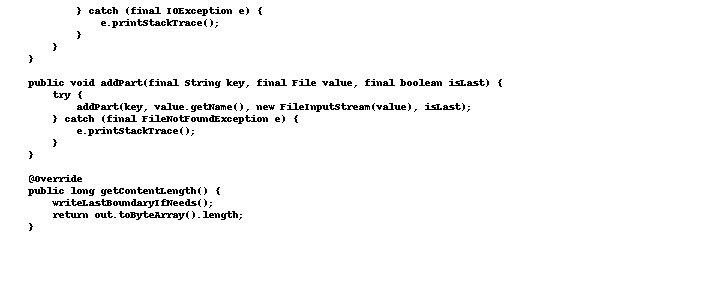 } catch (final IOException e) {
            e.printStackTrace();
        }
    }
}
public void addPart(final String key, final File value, final boolean isLast) {
    try {
        addPart(key, value.getName(), new FileInputStream(value), isLast);
    } catch (final FileNotFoundException e) {
        e.printStackTrace();
    }
}
@Override
public long getContentLength() {
    writeLastBoundaryIfNeeds();
    return out.toByteArray().length;
}